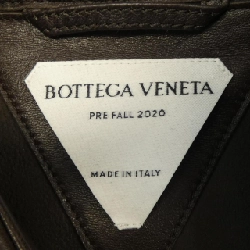 BOTTEGA VENETA
PRE FALL 2020
MADE IN ITALY